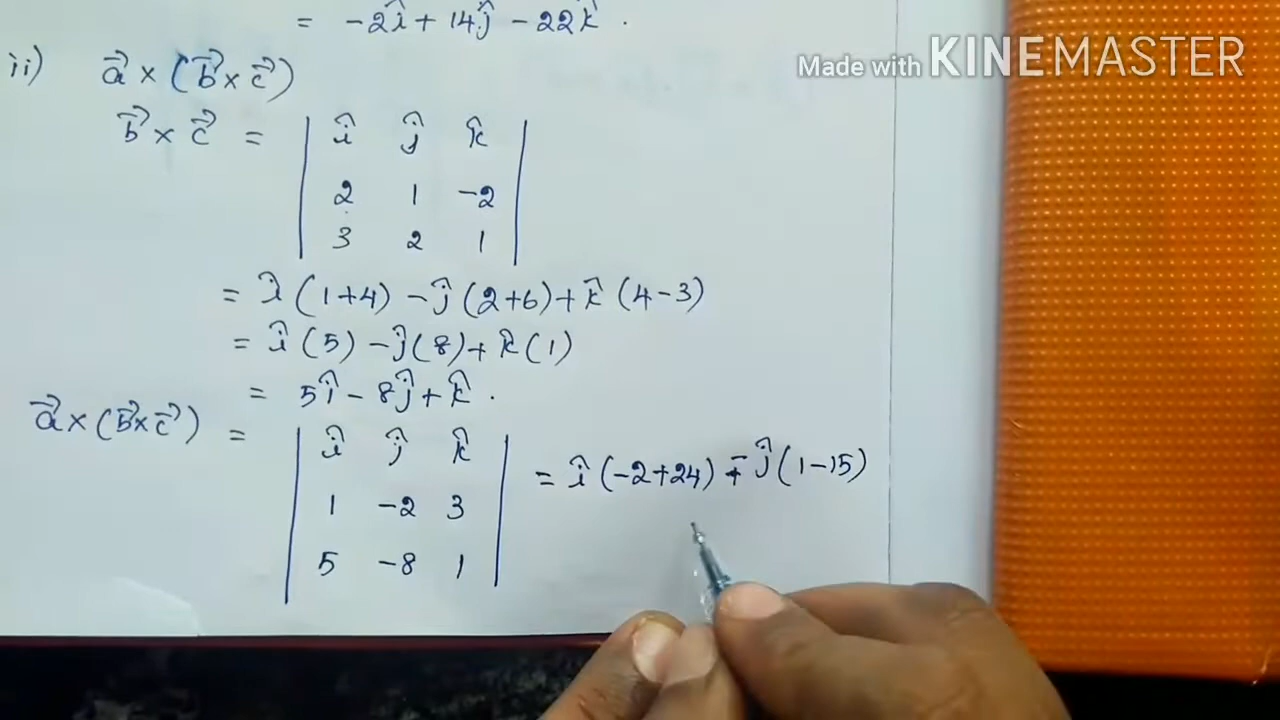 = -2î + 14ĵ - 22k̂ .
Made with KINEMASTER
ii) a⃗ × (b⃗ × c⃗)
b⃗ × c⃗ = | î ĵ k̂ |
| 2 1 -2 |
| 3 2 1 |
= î (1+4) - ĵ (2+6) + k̂ (4-3)
= î (5) - ĵ (8) + k̂ (1)
= 5î - 8ĵ + k̂ .
a⃗ × (b⃗ × c⃗) = | î ĵ k̂ | = î (-2+24) - ĵ (1-15)
| 1 -2 3 |
| 5 -8 1 |